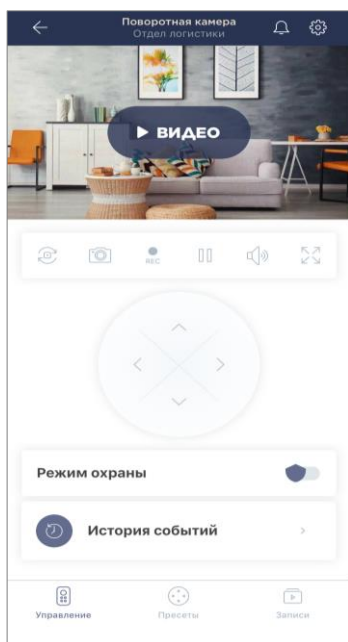 Поворотная камера
Отдел логистики
ВИДЕО
REC
Режим охраны
История событий
Управление
Пресеты
Записи